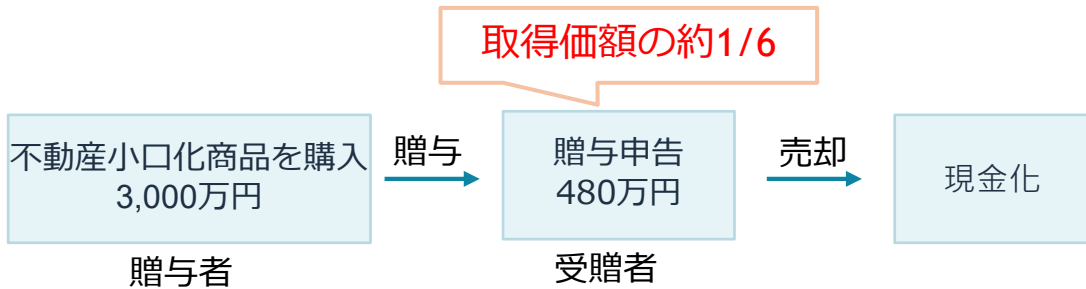 取得価額の約1/6
不動産小口化商品を購入
3,000万円
贈与
贈与申告
480万円
売却
現金化
贈与者
受贈者